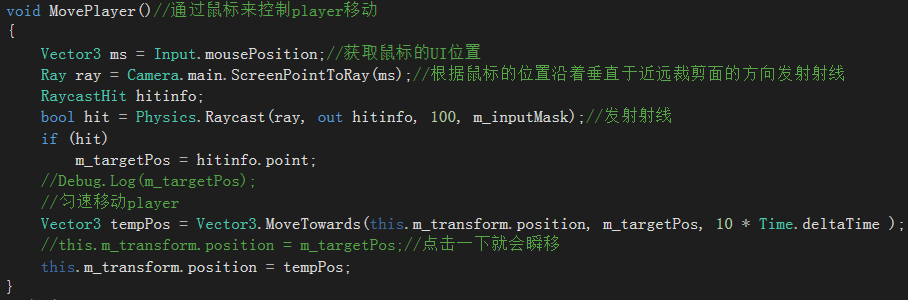 void MovePlayer()//通过鼠标来控制player移动
{
Vector3 ms = Input.mousePosition;//获取鼠标的UI位置
Ray ray = Camera.main.ScreenPointToRay(ms);//根据鼠标的位置沿着垂直于近远裁剪面的方向发射射线
RaycastHit hitinfo;
bool hit = Physics.Raycast(ray, out hitinfo, 100, m_inputMask);//发射射线
if (hit)
m_targetPos = hitinfo.point;
//Debug.Log(m_targetPos);
//匀速移动player
Vector3 tempPos = Vector3.MoveTowards(this.m_transform.position, m_targetPos, 10 * Time.deltaTime );
//this.m_transform.position = m_targetPos;//点击一下就会瞬移
this.m_transform.position = tempPos;
}